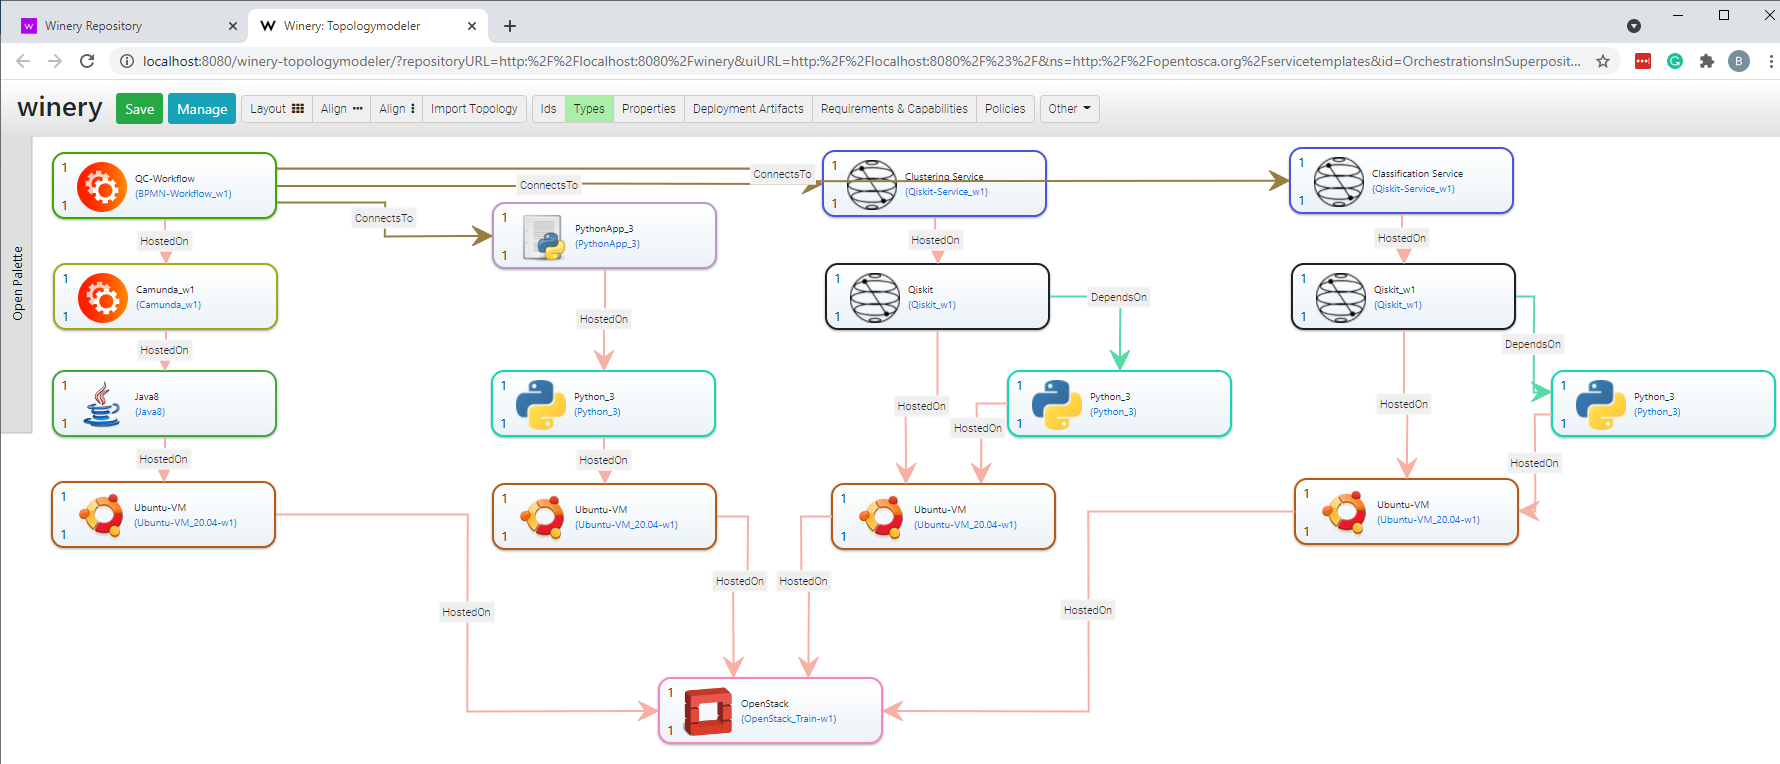 Winery Repository
Winery: Topologymodeler
localhost:8080/winery-topologymodeler/?repositoryURL=http:%2F%2Flocalhost:8080%2Fwinery&uiURL=http:%2F%2Flocalhost:8080%2F%23%2F&ns=http:%2F%2Fopentosca.org%2Fservicetemplates&id=OrchestrationsInSuperposit...
B
winery
Save
Manage
Layout
Align
Align
Import Topology
Ids
Types
Properties
Deployment Artifacts
Requirements & Capabilities
Policies
Other
Open Palette
1
QC-Workflow
(BPMN-Workflow_w1)
1
ConnectsTo
ConnectsTo
ConnectsTo
1
Clustering Service
(Qiskit-Service_w1)
1
1
Classification Service
(Qiskit-Service_w1)
1
1
PythonApp_3
(PythonApp_3)
1
HostedOn
HostedOn
HostedOn
1
Camunda_w1
(Camunda_w1)
1
1
Qiskit
(Qiskit_w1)
1
DependsOn
1
Qiskit_w1
(Qiskit_w1)
1
HostedOn
DependsOn
HostedOn
1
Java8
(Java8)
1
1
Python_3
(Python_3)
1
HostedOn
HostedOn
1
Python_3
(Python_3)
1
HostedOn
1
Python_3
(Python_3)
1
HostedOn
HostedOn
HostedOn
1
Ubuntu-VM
(Ubuntu-VM_20.04-w1)
1
1
Ubuntu-VM
(Ubuntu-VM_20.04-w1)
1
1
Ubuntu-VM
(Ubuntu-VM_20.04-w1)
1
1
Ubuntu-VM
(Ubuntu-VM_20.04-w1)
1
HostedOn
HostedOn
HostedOn
HostedOn
1
OpenStack
(OpenStack_Train-w1)
1